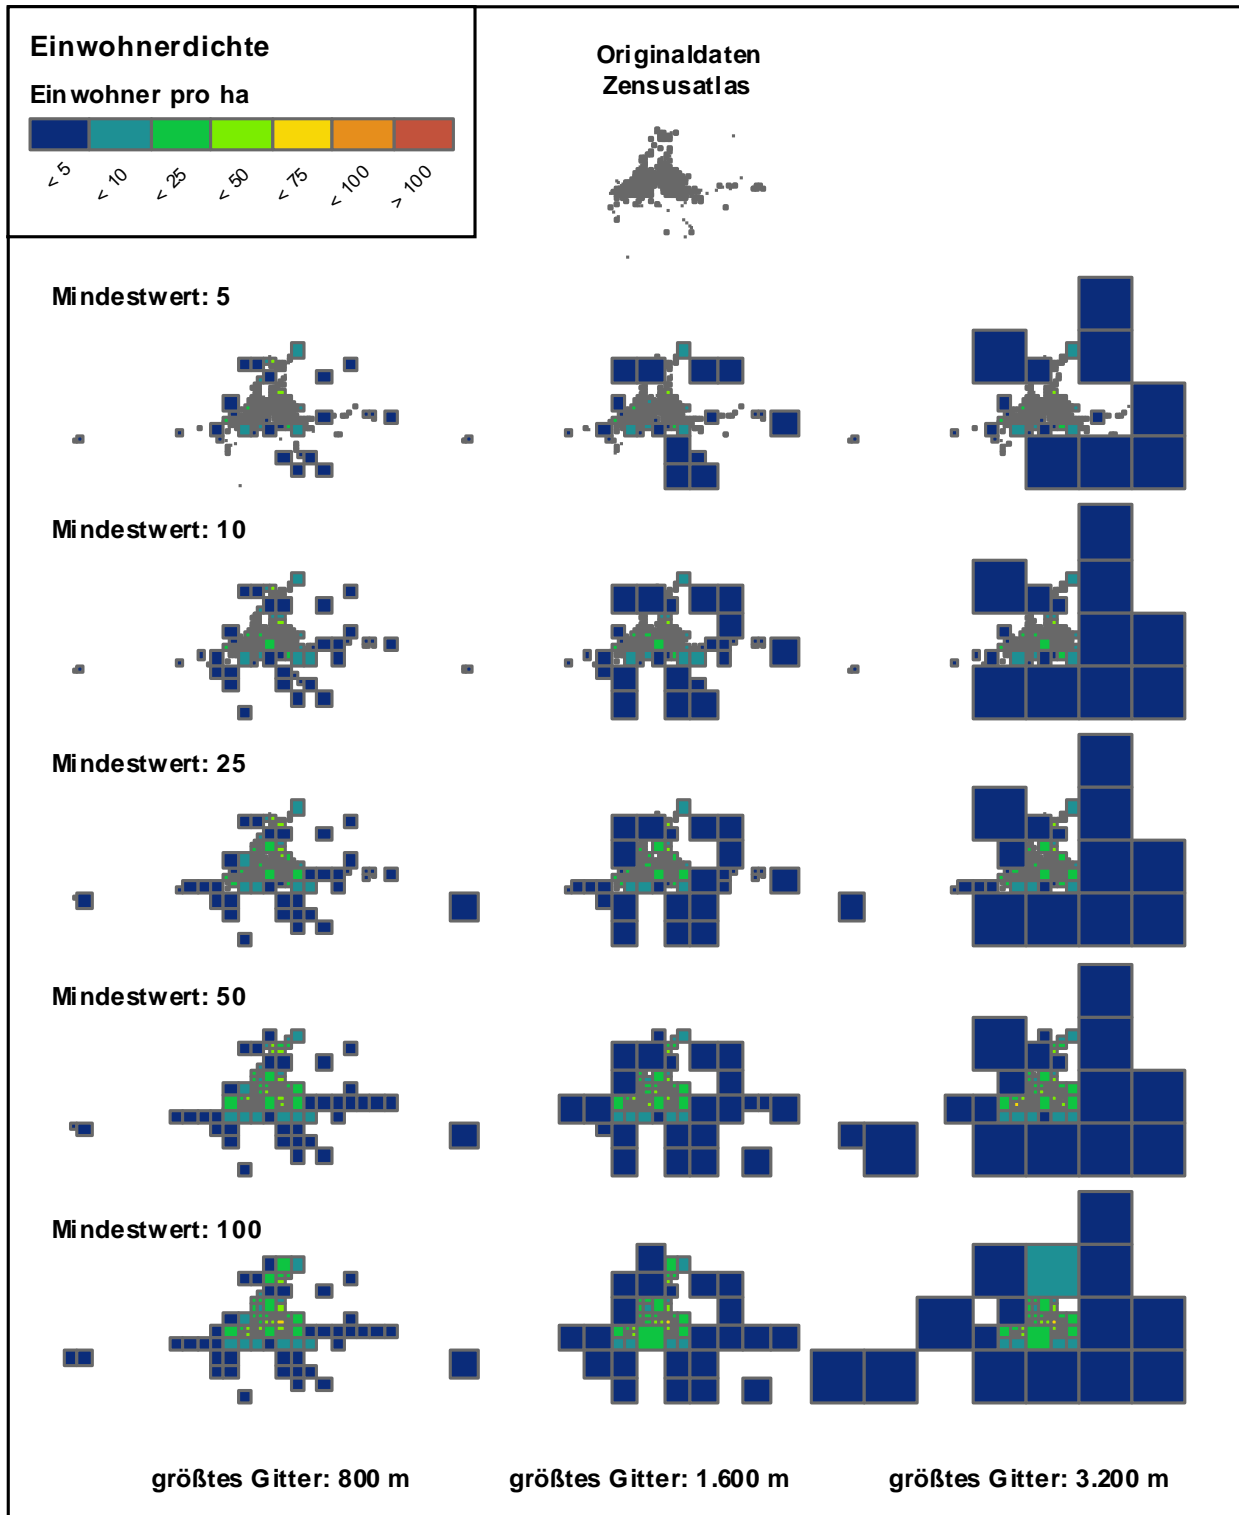 Einwohnerdichte
Einwohner pro ha
< 5
< 10
< 25
< 50
< 75
< 100
> 100
Originaldaten
Zensusatlas
Mindestwert: 5
Mindestwert: 10
Mindestwert: 25
Mindestwert: 50
Mindestwert: 100
größtes Gitter: 800 m
größtes Gitter: 1.600 m
größtes Gitter: 3.200 m